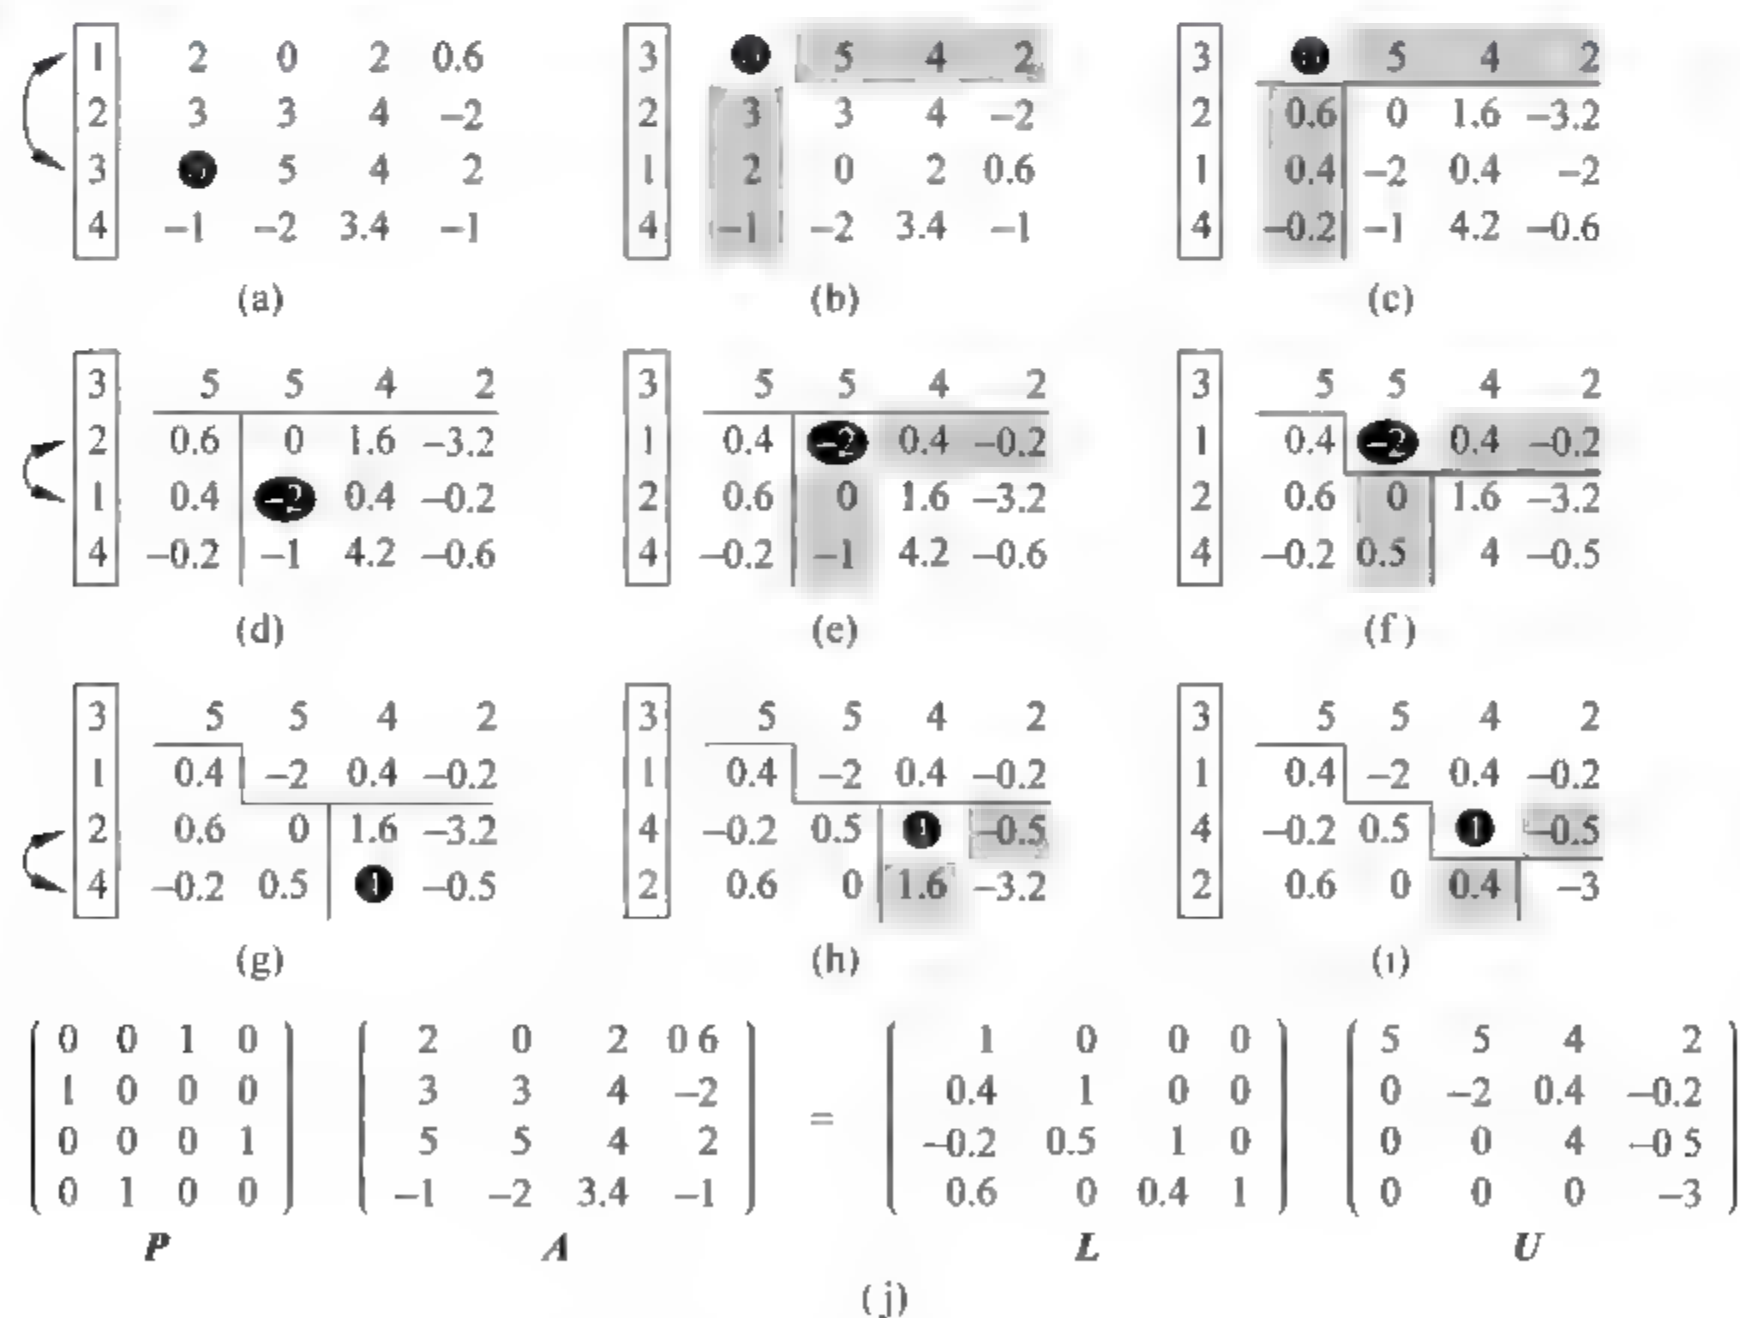 1 2 0 2 0.6
2 3 3 4 –2
3 5 4 2
4 –1 –2 3.4 –1
(a)
3 5 4 2
2 3 3 4 –2
1 2 0 2 0.6
4 –1 –2 3.4 –1
(b)
3 5 4 2
2 0.6 0 1.6 –3.2
1 0.4 –2 0.4 –2
4 –0.2 –1 4.2 –0.6
(c)
3 5 5 4 2
2 0.6 0 1.6 –3.2
1 0.4 –2 0.4 –0.2
4 –0.2 –1 4.2 –0.6
(d)
3 5 5 4 2
1 0.4 –2 0.4 –0.2
2 0.6 0 1.6 –3.2
4 –0.2 –1 4.2 –0.6
(e)
3 5 5 4 2
1 0.4 –2 0.4 –0.2
2 0.6 0 1.6 –3.2
4 –0.2 0.5 4 –0.5
(f)
3 5 5 4 2
1 0.4 –2 0.4 –0.2
2 0.6 0 1.6 –3.2
4 –0.2 0.5 –0.5
(g)
3 5 5 4 2
1 0.4 –2 0.4 –0.2
4 –0.2 0.5 –0.5
2 0.6 0 1.6 –3.2
(h)
3 5 5 4 2
1 0.4 –2 0.4 –0.2
4 –0.2 0.5 –0.5
2 0.6 0 0.4 –3
(i)
0 0 1 0 2 0 2 0 6 1 0 0 0 5 5 4 2
1 0 0 0 3 3 4 –2 = 0.4 1 0 0 0 –2 0.4 –0.2
0 0 0 1 5 5 4 2 –0.2 0.5 1 0 0 0 4 –0 5
0 1 0 0 –1 –2 3.4 –1 0.6 0 0.4 1 0 0 0 –3
P A L U
(j)